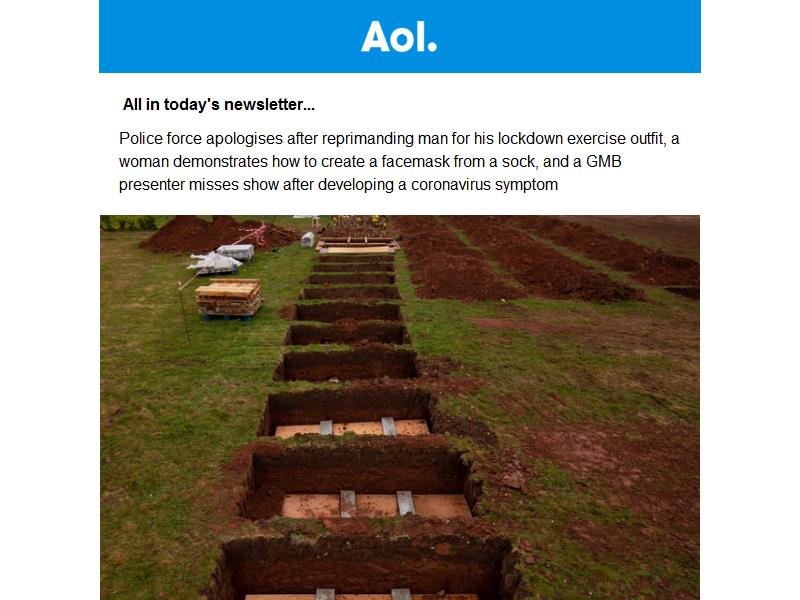 Aol.
All in today's newsletter...
Police force apologises after reprimanding man for his lockdown exercise outfit, a
woman demonstrates how to create a facemask from a sock, and a GMB
presenter misses show after developing a coronavirus symptom